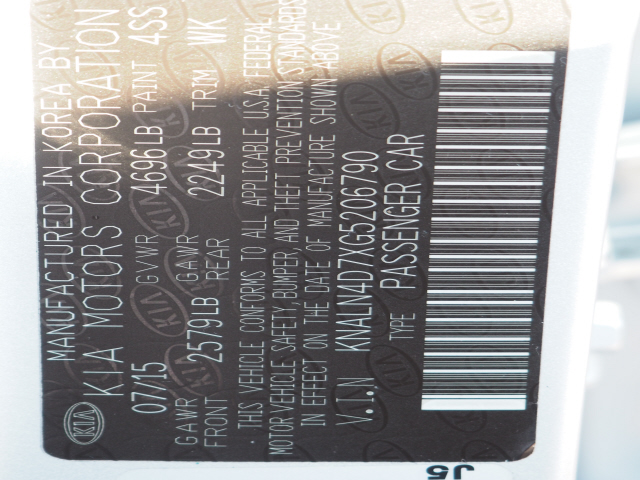 MANUFACTURED IN KOREA BY
KIA KIA MOTORS CORPORATION
07/15 GVWR 4696LB PAINT 4SS
GAWR FRONT 2579LB GAWR REAR 2249LB TRIM WK
THIS VEHICLE CONFORMS TO ALL APPLICABLE U.S.A. FEDERAL
MOTOR VEHICLE SAFETY, BUMPER, AND THEFT PREVENTION STANDARDS
IN EFFECT ON THE DATE OF MANUFACTURE SHOWN ABOVE
V.I.N KNALN4D7XG5206790
TYPE PASSENGER CAR
J5